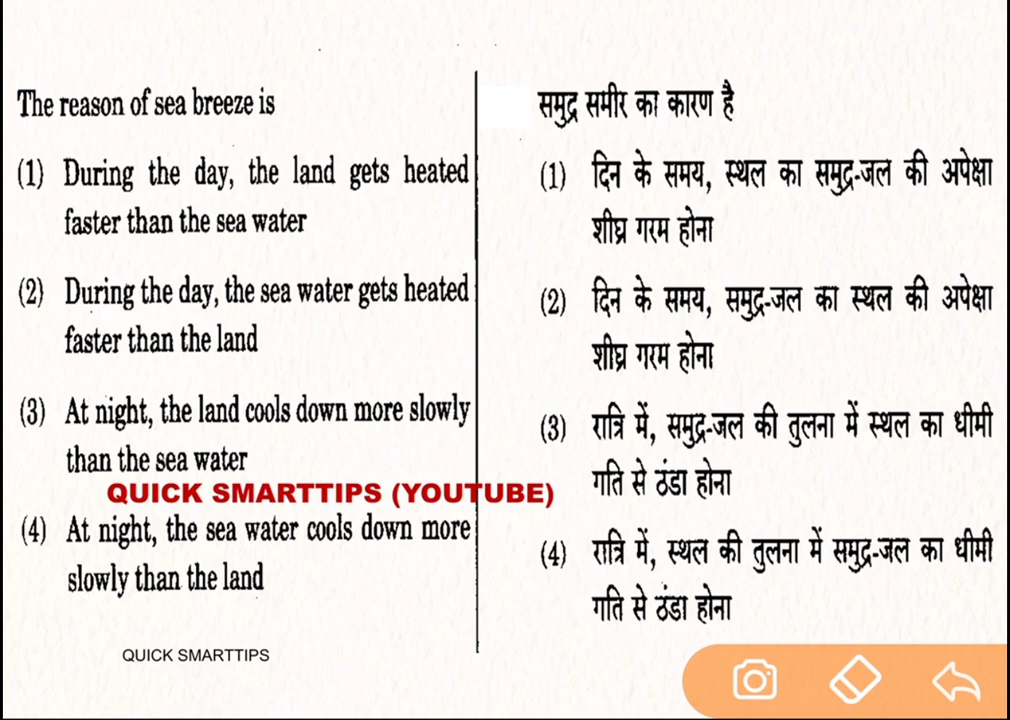 The reason of sea breeze is
(1) During the day, the land gets heated
faster than the sea water
(2) During the day, the sea water gets heated
faster than the land
(3) At night, the land cools down more slowly
than the sea water
QUICK SMARTTIPS (YOUTUBE)
(4) At night, the sea water cools down more
slowly than the land
QUICK SMARTTIPS
समुद्र समीर का कारण है
(1) दिन के समय, स्थल का समुद्र-जल की अपेक्षा
शीघ्र गरम होना
(2) दिन के समय, समुद्र-जल का स्थल की अपेक्षा
शीघ्र गरम होना
(3) रात्रि में, समुद्र-जल की तुलना में स्थल का धीमी
गति से ठंडा होना
(4) रात्रि में, स्थल की तुलना में समुद्र-जल का धीमी
गति से ठंडा होना